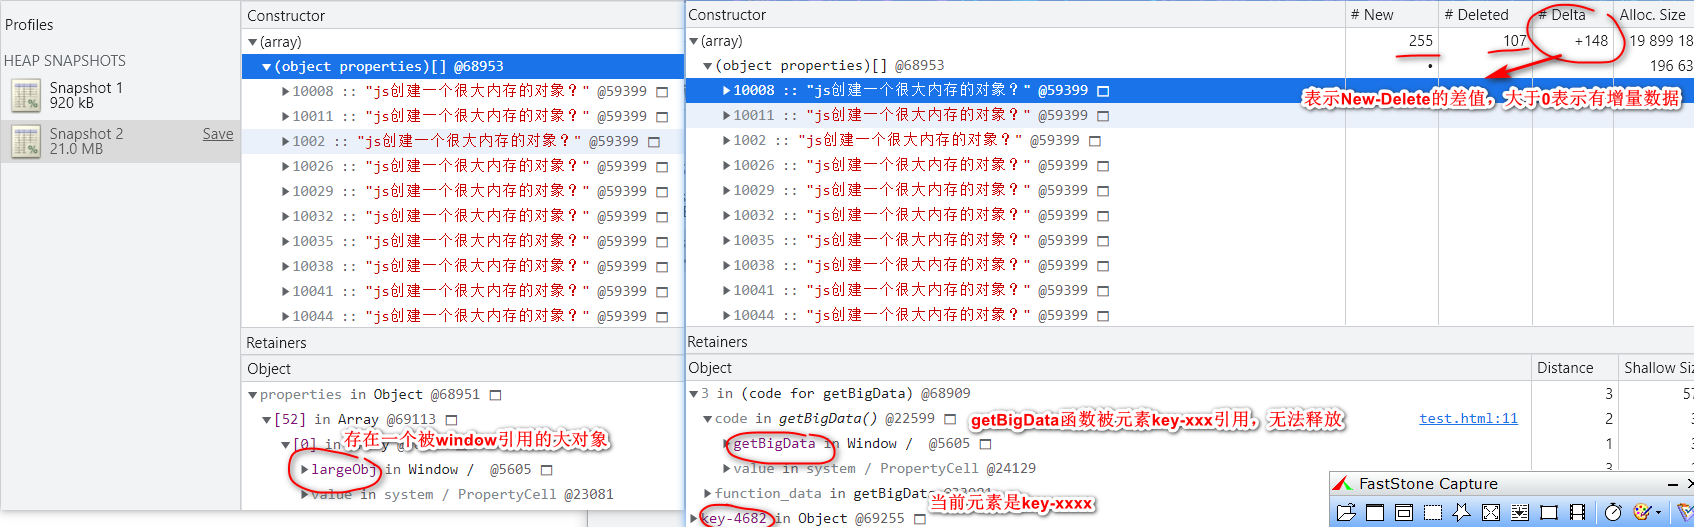 Profiles
HEAP SNAPSHOTS
Snapshot 1
920 kB
Snapshot 2
Save
21.0 MB
Constructor
▼(array)
▼(object properties)[] @68953
▶10008 :: "js创建一个很大内存的对象?" @59399
▶10011 :: "js创建一个很大内存的对象?" @59399
▶1002 :: "js创建一个很大内存的对象?" @59399
▶10026 :: "js创建一个很大内存的对象?" @59399
▶10029 :: "js创建一个很大内存的对象?" @59399
▶10032 :: "js创建一个很大内存的对象?" @59399
▶10035 :: "js创建一个很大内存的对象?" @59399
▶10038 :: "js创建一个很大内存的对象?" @59399
▶10041 :: "js创建一个很大内存的对象?" @59399
▶10044 :: "js创建一个很大内存的对象?" @59399
Retainers
Object
▼properties in Object @68951
▼[52] in Array @69113
▼[0] in @
存在一个被window引用的大对象
▶largeObj in Window / @5605
▶value in system / PropertyCell @23081
Constructor # New # Deleted # Delta Alloc. Size
▼(array) 255 107 +148 19 899 18
▼(object properties)[] @68953 • 196 63
▶10008 :: "js创建一个很大内存的对象?" @59399
表示New-Delete的差值，大于0表示有增量数据
▶10011 :: "js创建一个很大内存的对象?" @59399
▶1002 :: "js创建一个很大内存的对象?" @59399
▶10026 :: "js创建一个很大内存的对象?" @59399
▶10029 :: "js创建一个很大内存的对象?" @59399
▶10032 :: "js创建一个很大内存的对象?" @59399
▶10035 :: "js创建一个很大内存的对象?" @59399
▶10038 :: "js创建一个很大内存的对象?" @59399
▶10041 :: "js创建一个很大内存的对象?" @59399
▶10044 :: "js创建一个很大内存的对象?" @59399
Retainers
Object Distance Shallow Siz
▼3 in (code for getBigData) @68909 3 57
▼code in getBigData() @22599 test.html:11 2
getBigData函数被元素key-xxx引用，无法释放
▶getBigData in Window / @5605 1
▶value in system / PropertyCell @24129 3
▶function_data in getBigData
当前元素是key-xxxx
▶key-4682 in Object @69255
FastStone Capture